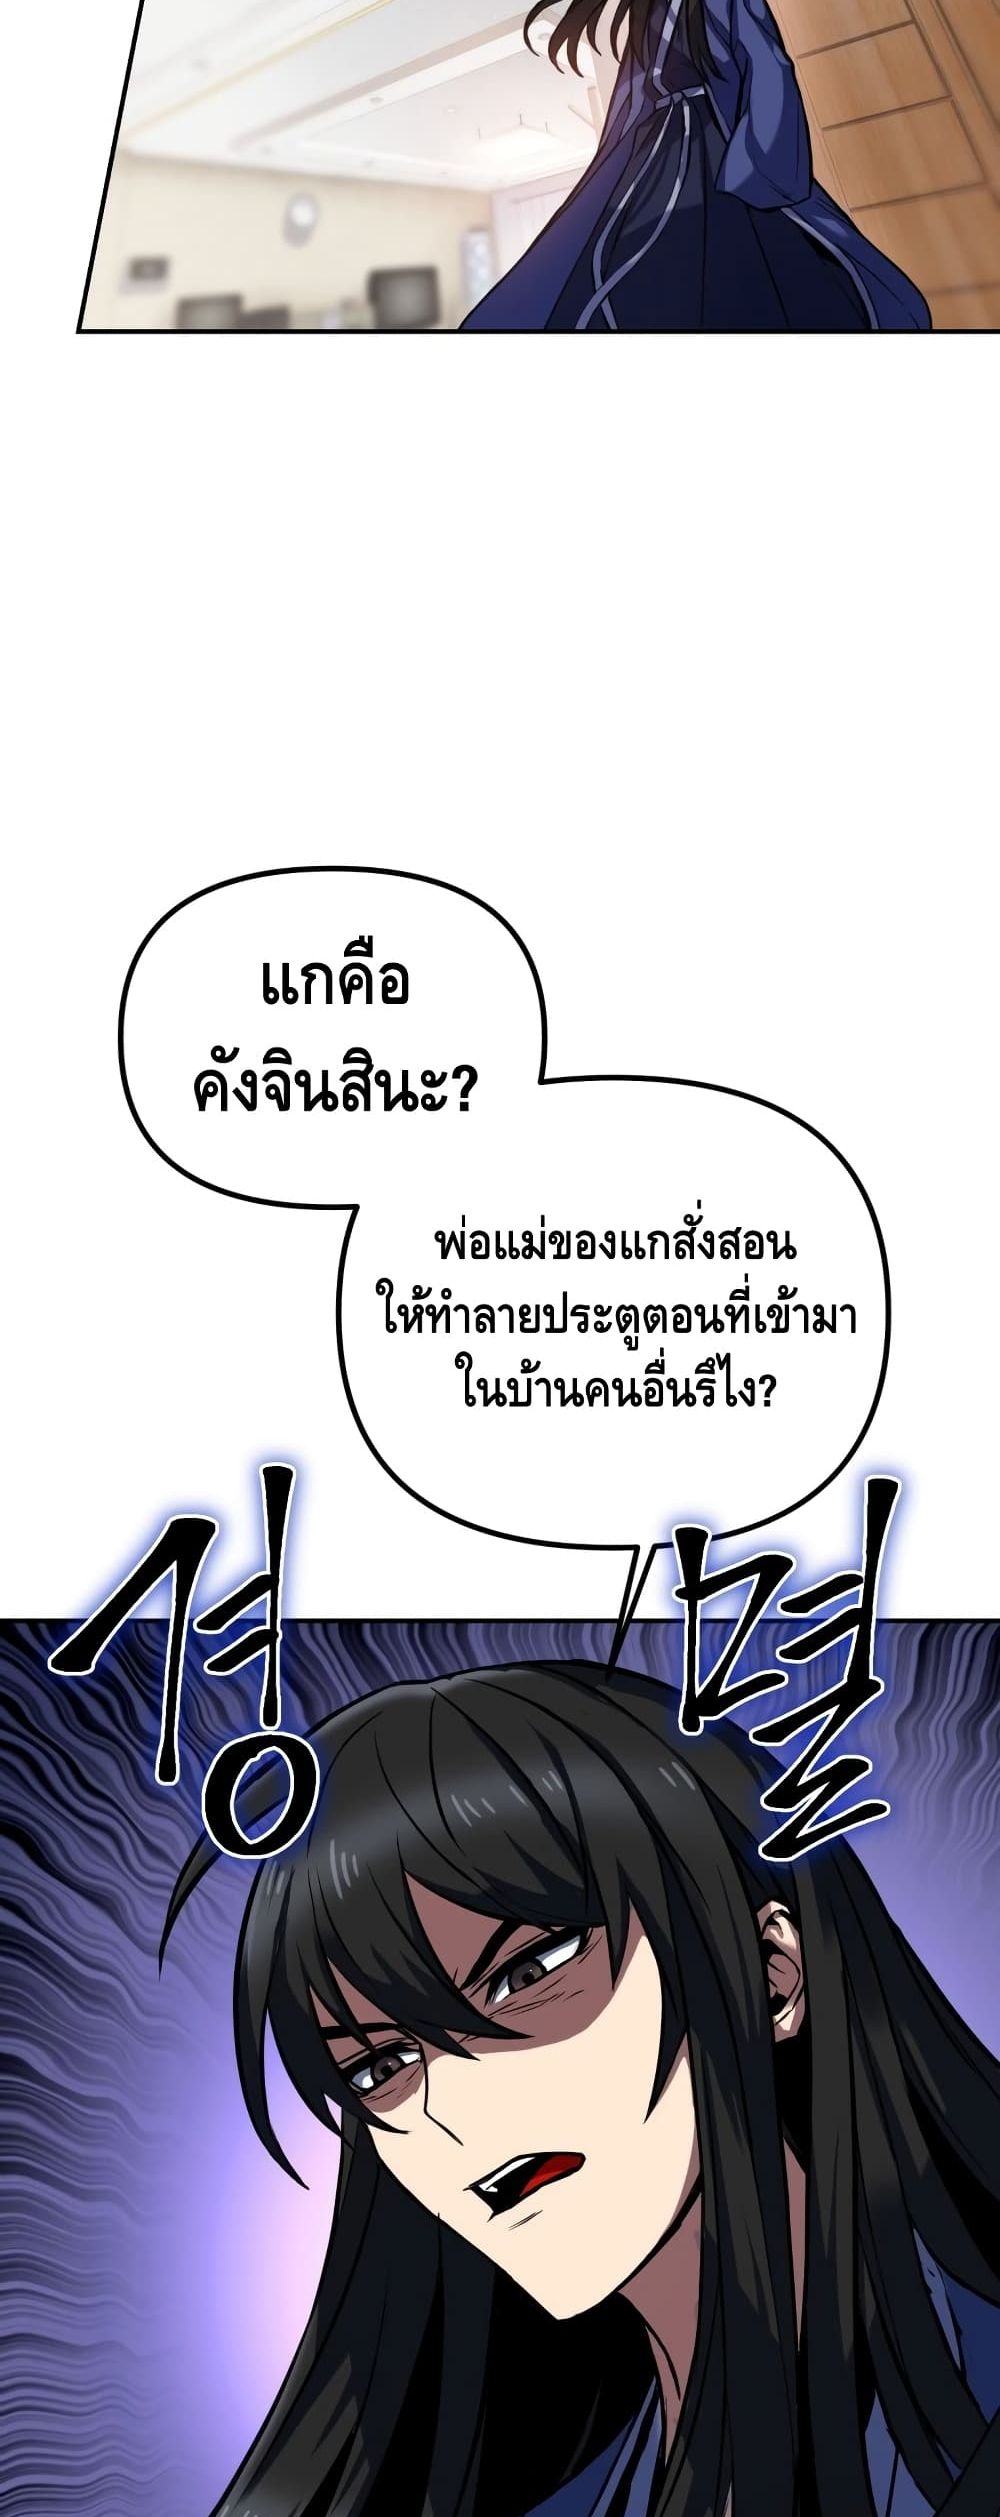 แกคือ
คังจินสินะ?
พ่อแม่ของแกสั่งสอน
ให้ทำลายประตูตอนที่เข้ามา
ในบ้านคนอื่นรึไง?
경멸